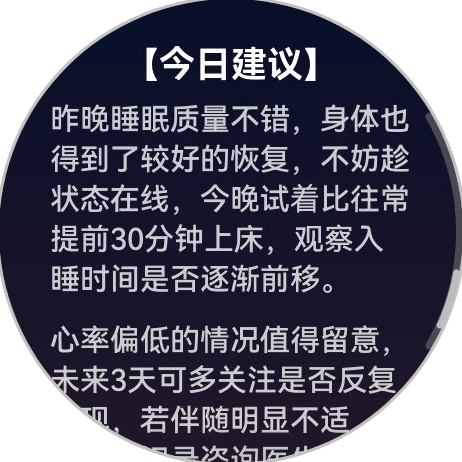 【今日建议】
昨晚睡眠质量不错，身体也
得到了较好的恢复，不妨趁
状态在线，今晚试着比往常
提前30分钟上床，观察入
睡时间是否逐渐前移。
心率偏低的情况值得留意，
未来3天可多关注是否反复
现，若伴随明显不适
咨询医生